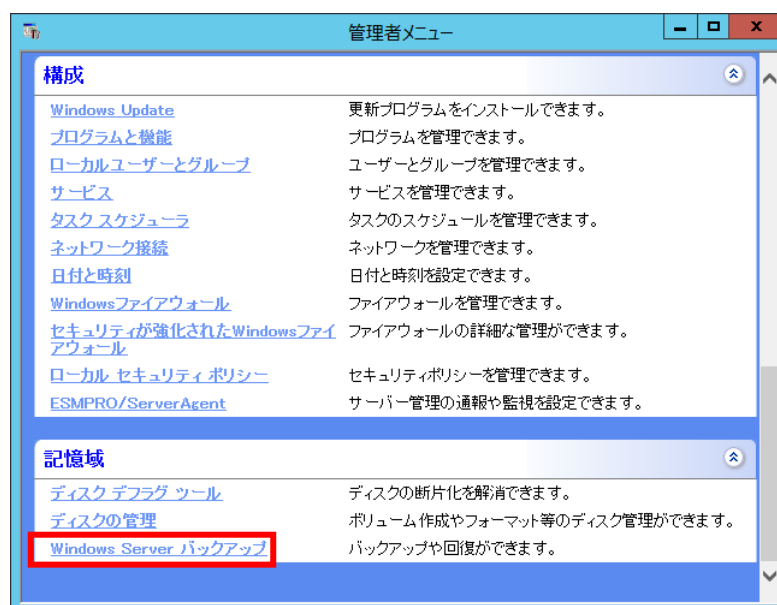 管理者メニュー
構成
Windows Update 更新プログラムをインストールできます。
プログラムと機能 プログラムを管理できます。
ローカルユーザーとグループ ユーザーとグループを管理できます。
サービス サービスを管理できます。
タスク スケジューラ タスクのスケジュールを管理できます。
ネットワーク接続 ネットワークを管理できます。
日付と時刻 日付と時刻を設定できます。
Windowsファイアウォール ファイアウォールを管理できます。
セキュリティが強化されたWindowsファイ ファイアウォールの詳細な管理ができます。
アウォール
ローカル セキュリティ ポリシー セキュリティポリシーを管理できます。
ESMPRO/ServerAgent サーバー管理の通報や監視を設定できます。
記憶域
ディスク デフラグ ツール ディスクの断片化を解消できます。
ディスクの管理 ボリューム作成やフォーマット等のディスク管理ができます。
Windows Server バックアップ バックアップや回復ができます。